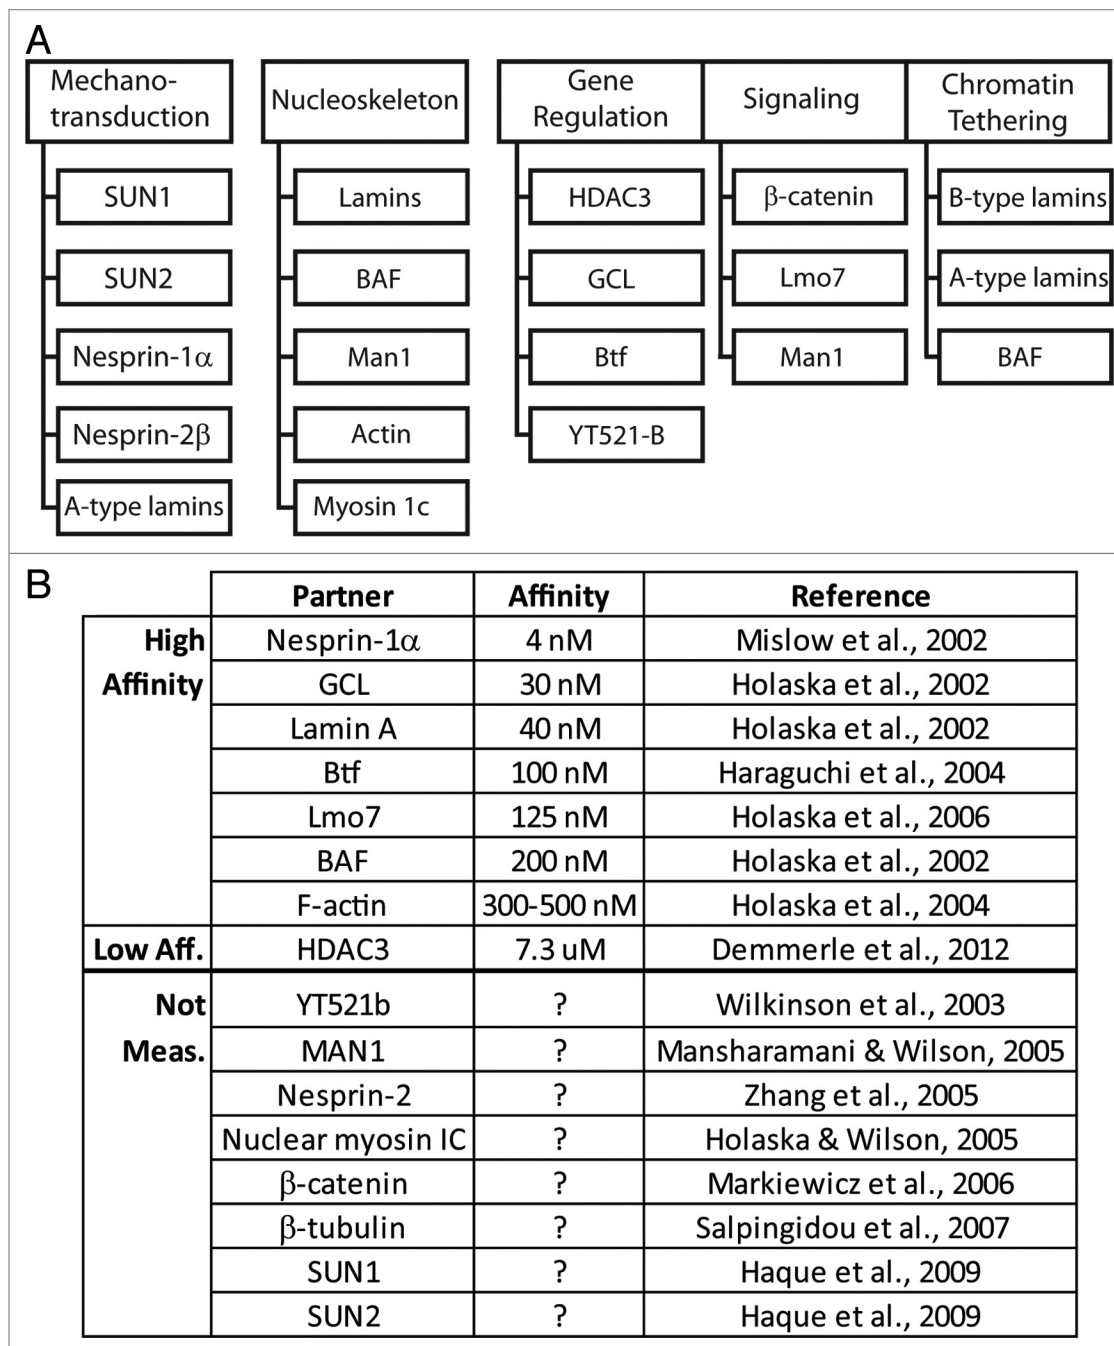 A
Mechano-
transduction
SUN1
SUN2
Nesprin-1α
Nesprin-2β
A-type lamins
Nucleoskeleton
Lamins
BAF
Man1
Actin
Myosin 1c
Gene
Regulation
HDAC3
GCL
Btf
YT521-B
Signaling
β-catenin
Lmo7
Man1
Chromatin
Tethering
B-type lamins
A-type lamins
BAF
B
Partner Affinity Reference
High Nesprin-1α 4 nM Mislow et al., 2002
Affinity GCL 30 nM Holaska et al., 2002
Lamin A 40 nM Holaska et al., 2002
Btf 100 nM Haraguchi et al., 2004
Lmo7 125 nM Holaska et al., 2006
BAF 200 nM Holaska et al., 2002
F-actin 300-500 nM Holaska et al., 2004
Low Aff. HDAC3 7.3 uM Demmerle et al., 2012
Not YT521b ? Wilkinson et al., 2003
Meas. MAN1 ? Mansharamani & Wilson, 2005
Nesprin-2 ? Zhang et al., 2005
Nuclear myosin IC ? Holaska & Wilson, 2005
β-catenin ? Markiewicz et al., 2006
β-tubulin ? Salpingidou et al., 2007
SUN1 ? Haque et al., 2009
SUN2 ? Haque et al., 2009